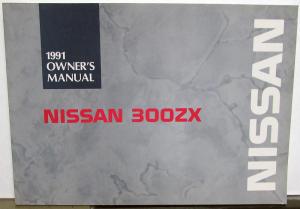 1991
OWNER'S
MANUAL
NISSAN 300ZX
NISSAN